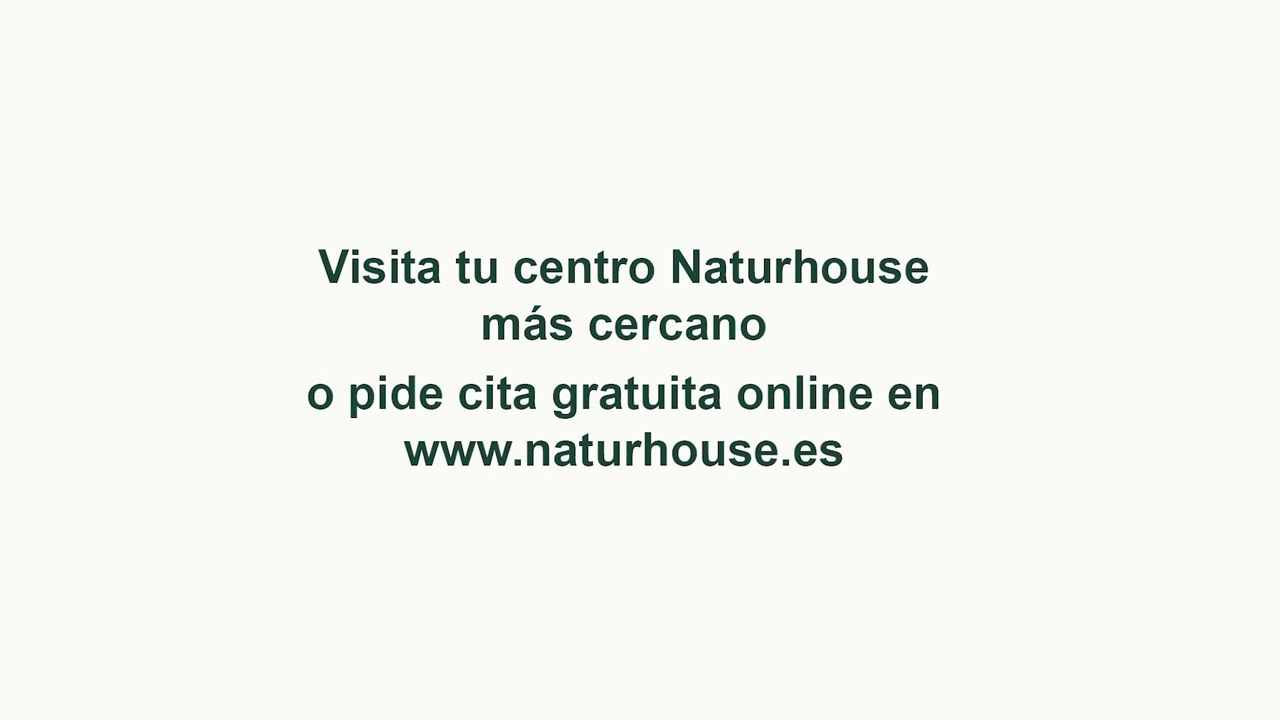 Visita tu centro Naturhouse
más cercano
o pide cita gratuita online en
www.naturhouse.es